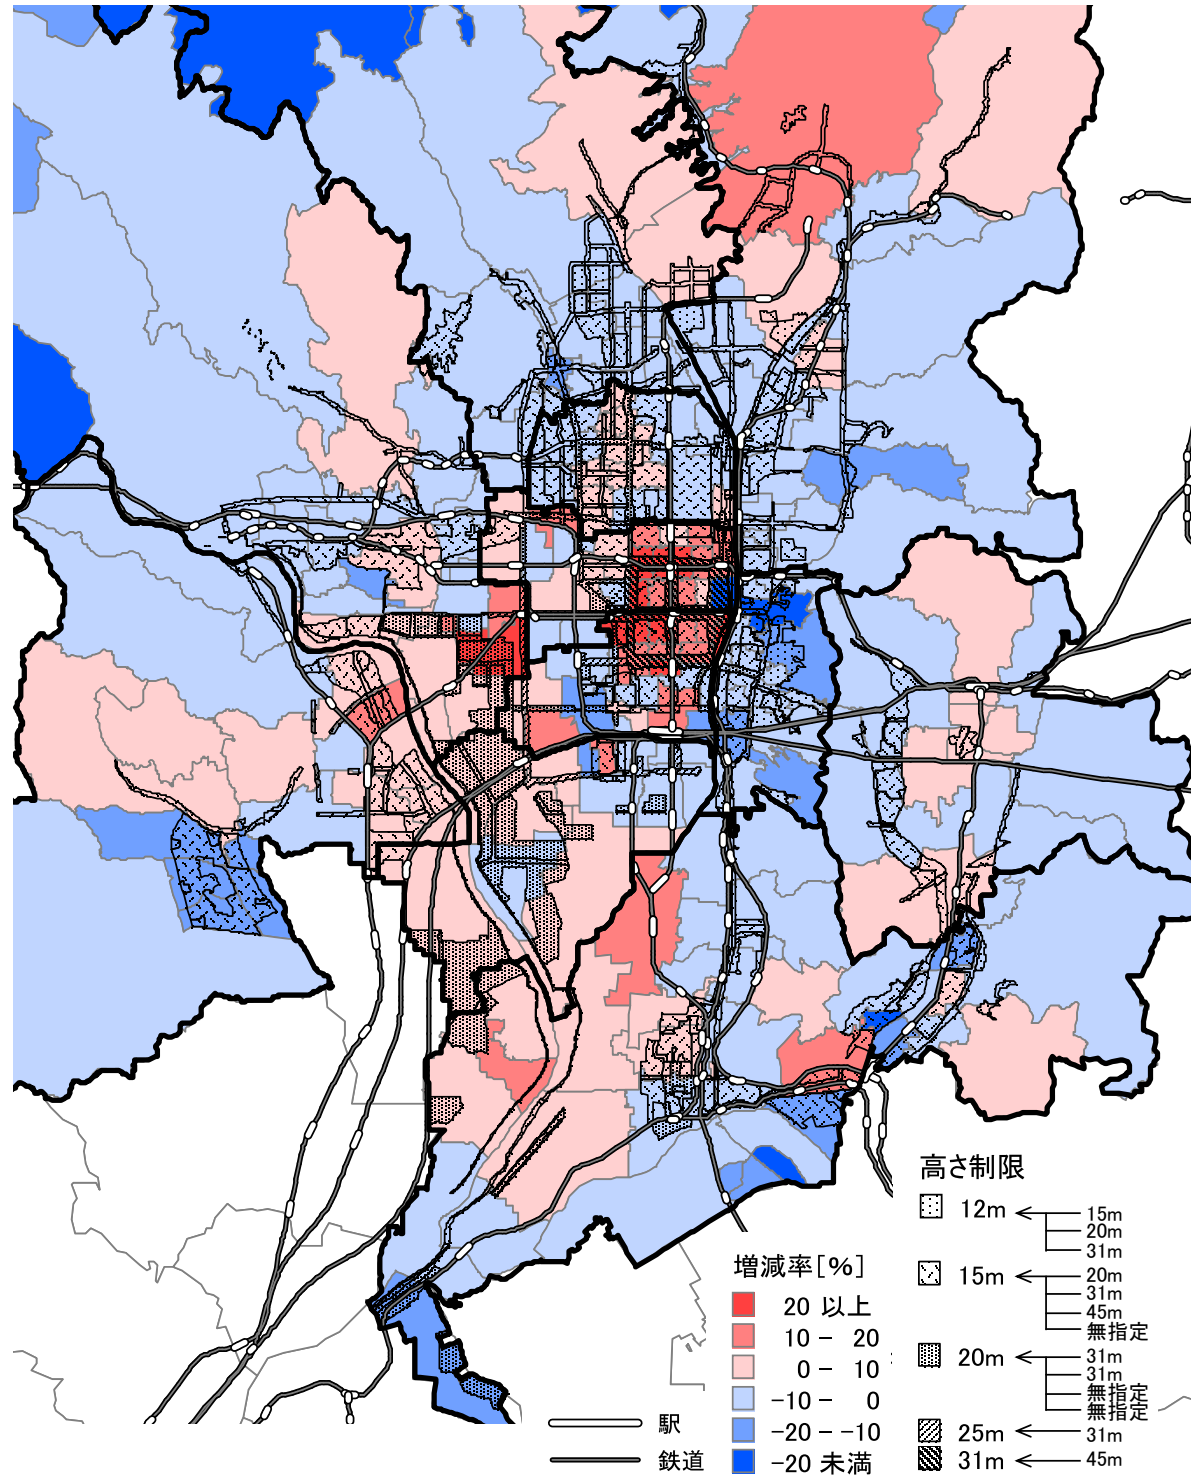 高さ制限
12m
15m
20m
31m
15m
20m
31m
45m
無指定
20m
31m
31m
無指定
無指定
25m
31m
31m
45m
増減率[%]
20 以上
10 - 20
0 - 10
-10 - 0
-20 - -10
-20 未満
駅
鉄道